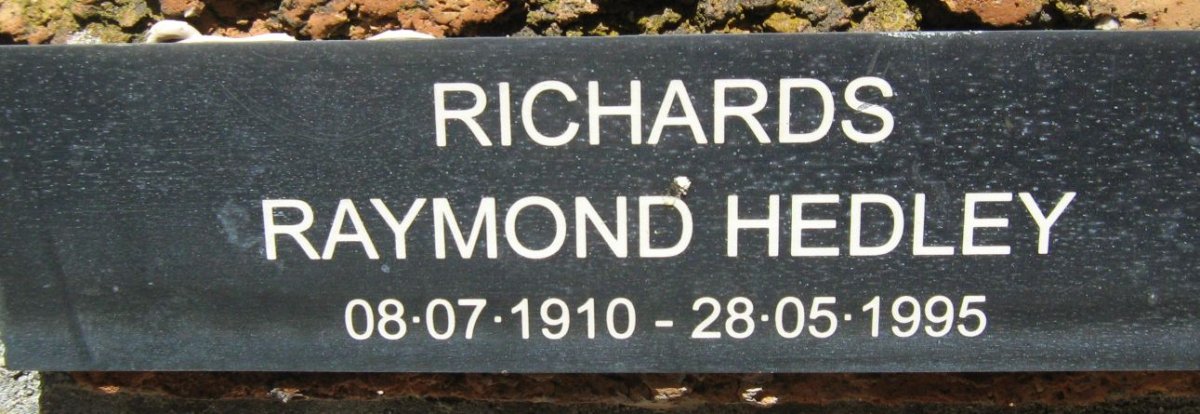 RICHARDS
RAYMOND HEDLEY
08·07·1910 - 28·05·1995